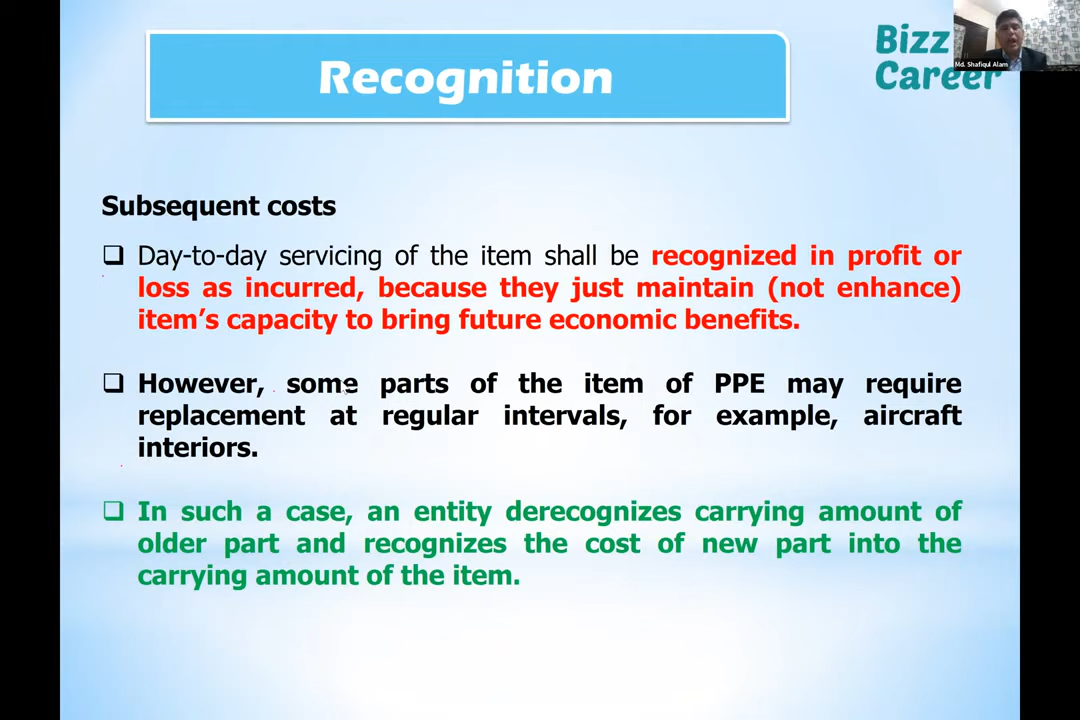 Recognition
Bizz
Career
Md. Shafiqul Alam
Subsequent costs
❑ Day-to-day servicing of the item shall be recognized in profit or
loss as incurred, because they just maintain (not enhance)
item's capacity to bring future economic benefits.
❑ However, some parts of the item of PPE may require
replacement at regular intervals, for example, aircraft
interiors.
❑ In such a case, an entity derecognizes carrying amount of
older part and recognizes the cost of new part into the
carrying amount of the item.